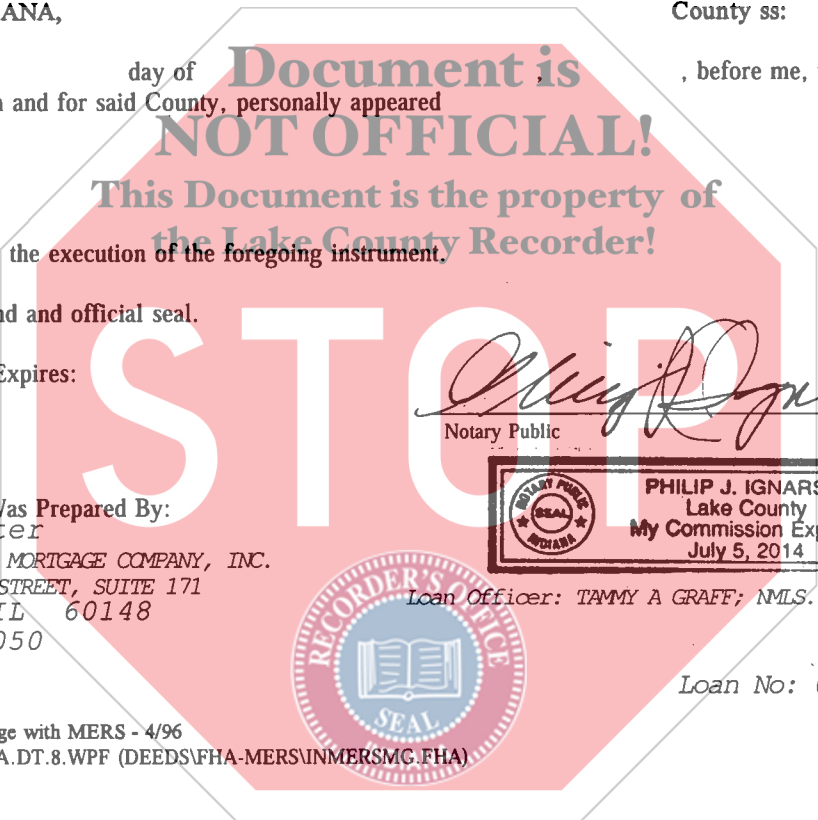 ANA,
County ss:
day of , , before me,
and for said County, personally appeared
Document is
NOT OFFICIAL!
This Document is the property of
the Lake County Recorder!
the execution of the foregoing instrument.
nd and official seal.
STOP
Expires:
Notary Public
NOTARY PUBLIC
SEAL
INDIANA
PHILIP J. IGNARS
Lake County
My Commission Exp
July 5, 2014
Was Prepared By:
ter
MORTGAGE COMPANY, INC.
STREET, SUITE 171
IL 60148
050
Loan Officer: TAMMY A GRAFF; NMLS.
RECORDER'S OFFICE
SEAL
INDIANA
Loan No:
ge with MERS - 4/96
A.DT.8.WPF (DEEDS\FHA-MERS\INMERSMG.FHA)